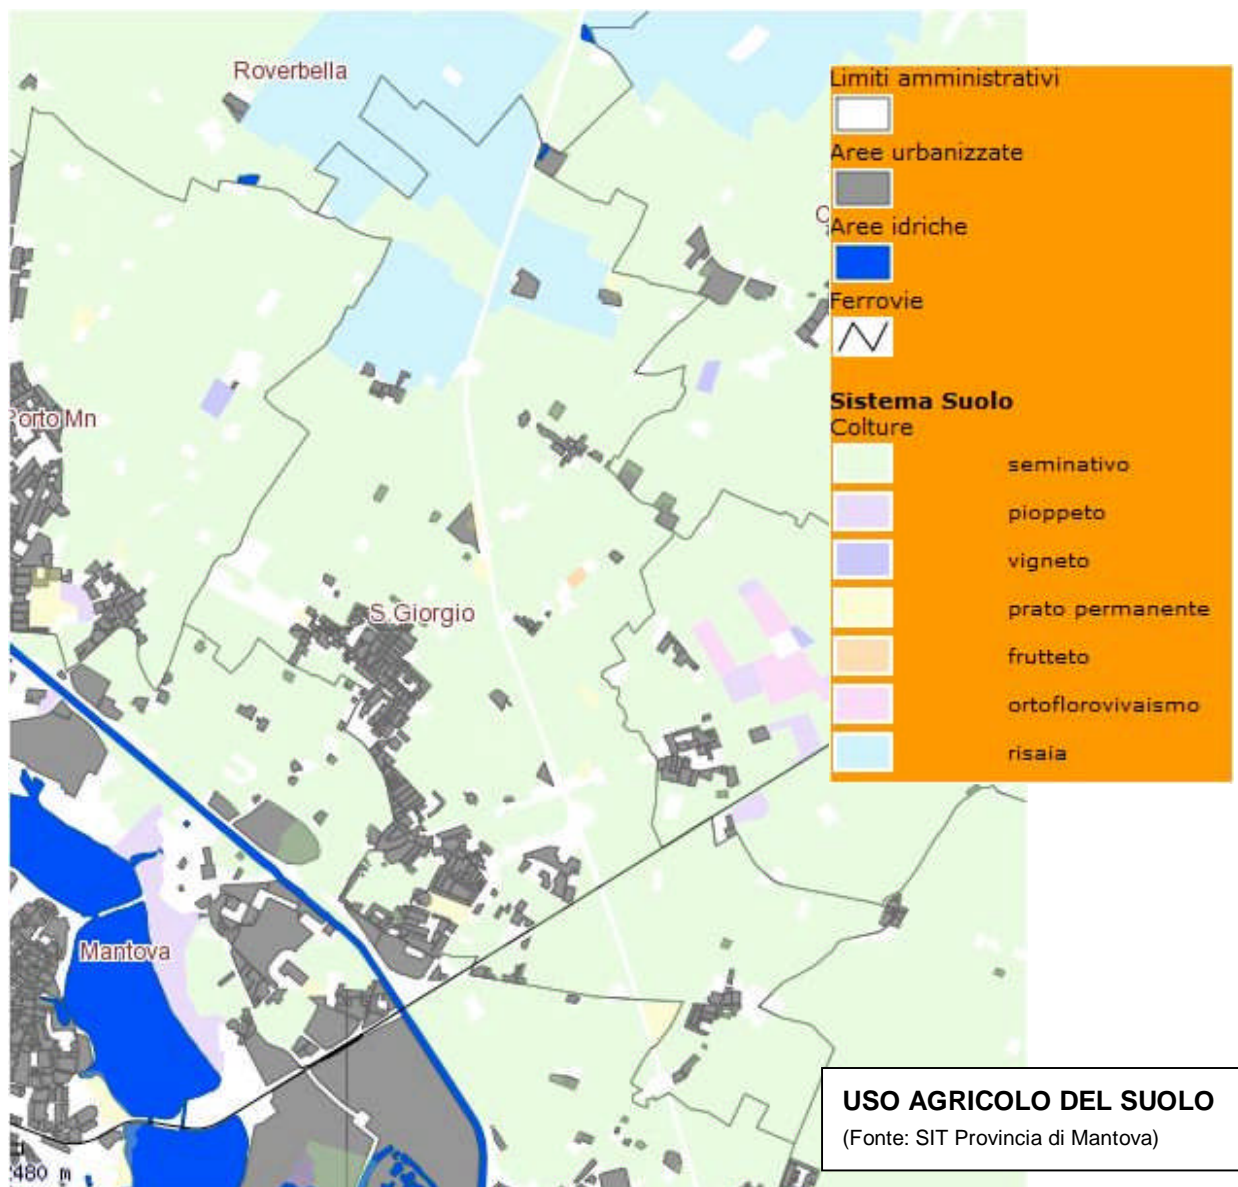 Roverbella
Porto Mn
S.Giorgio
Mantova
480 m
Limiti amministrativi
Aree urbanizzate
Aree idriche
Ferrovie
Sistema Suolo
Colture
seminativo
pioppeto
vigneto
prato permanente
frutteto
ortoflorovivaismo
risaia
USO AGRICOLO DEL SUOLO
(Fonte: SIT Provincia di Mantova)